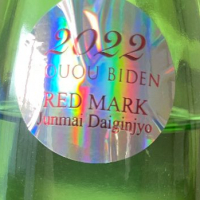 2022
GUOU BIDEN
RED MARK
Junmai Daiginjyo